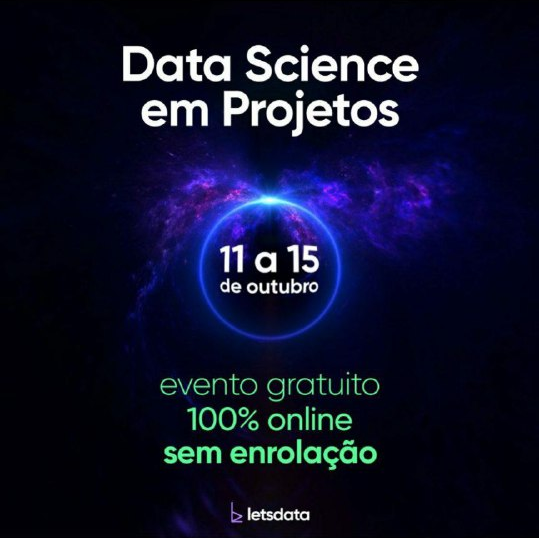 Data Science
em Projetos
11 a 15
de outubro
evento gratuito
100% online
sem enrolação
letsdata